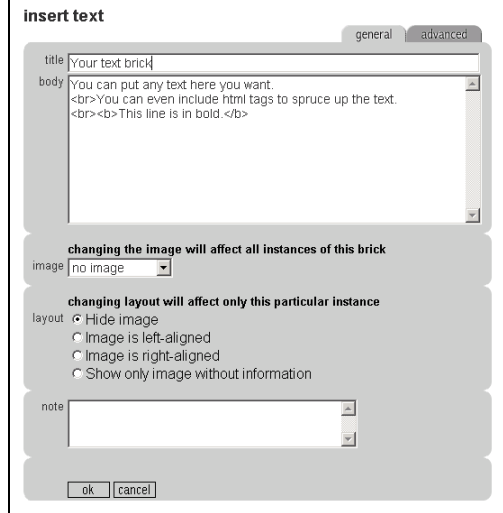 insert text
general advanced
title Your text brick
body You can put any text here you want.
<br>You can even include html tags to spruce up the text.
<br><b>This line is in bold.</b>
changing the image will affect all instances of this brick
image no image
changing layout will affect only this particular instance
layout Hide image
Image is left-aligned
Image is right-aligned
Show only image without information
note
ok cancel